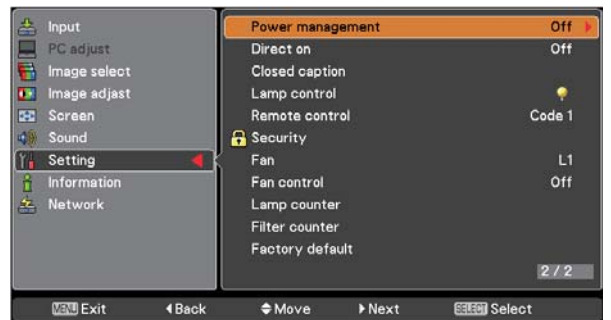 Input
PC adjust
Image select
Image adjast
Screen
Sound
Setting
Information
Network
Power management Off
Direct on Off
Closed caption
Lamp control
Remote control Code 1
Security
Fan L1
Fan control Off
Lamp counter
Filter counter
Factory default
2 / 2
MENU Exit Back Move Next SELECT Select